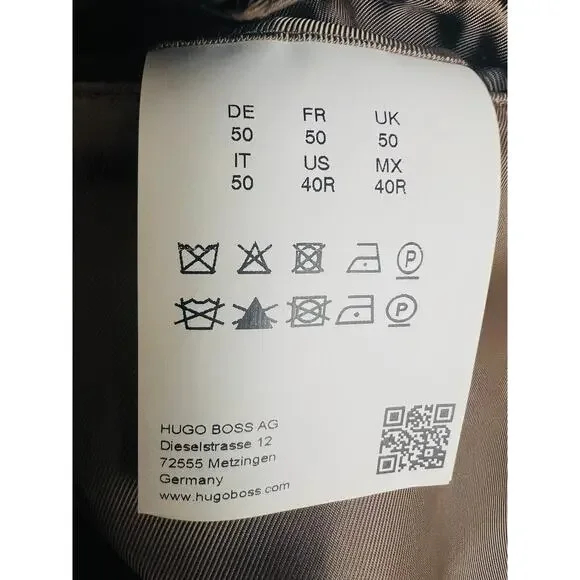 DE FR UK
50 50 50
IT US MX
50 40R 40R
P
P
HUGO BOSS AG
Dieselstrasse 12
72555 Metzingen
Germany
www.hugoboss.com